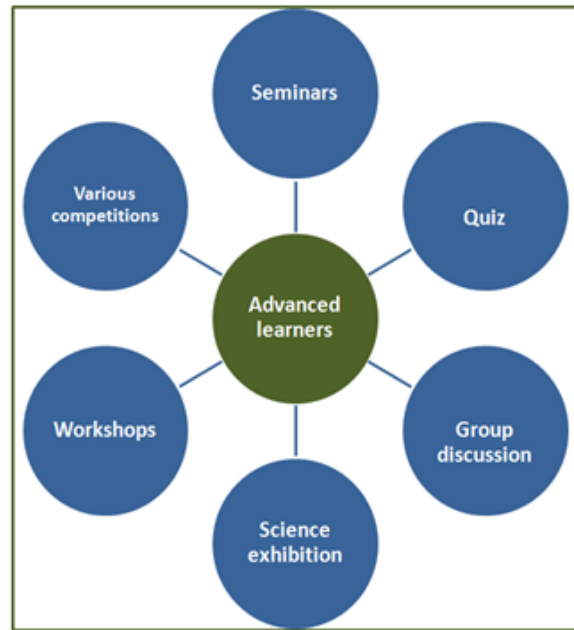 Seminars
Various
competitions
Quiz
Advanced
learners
Workshops
Group
discussion
Science
exhibition